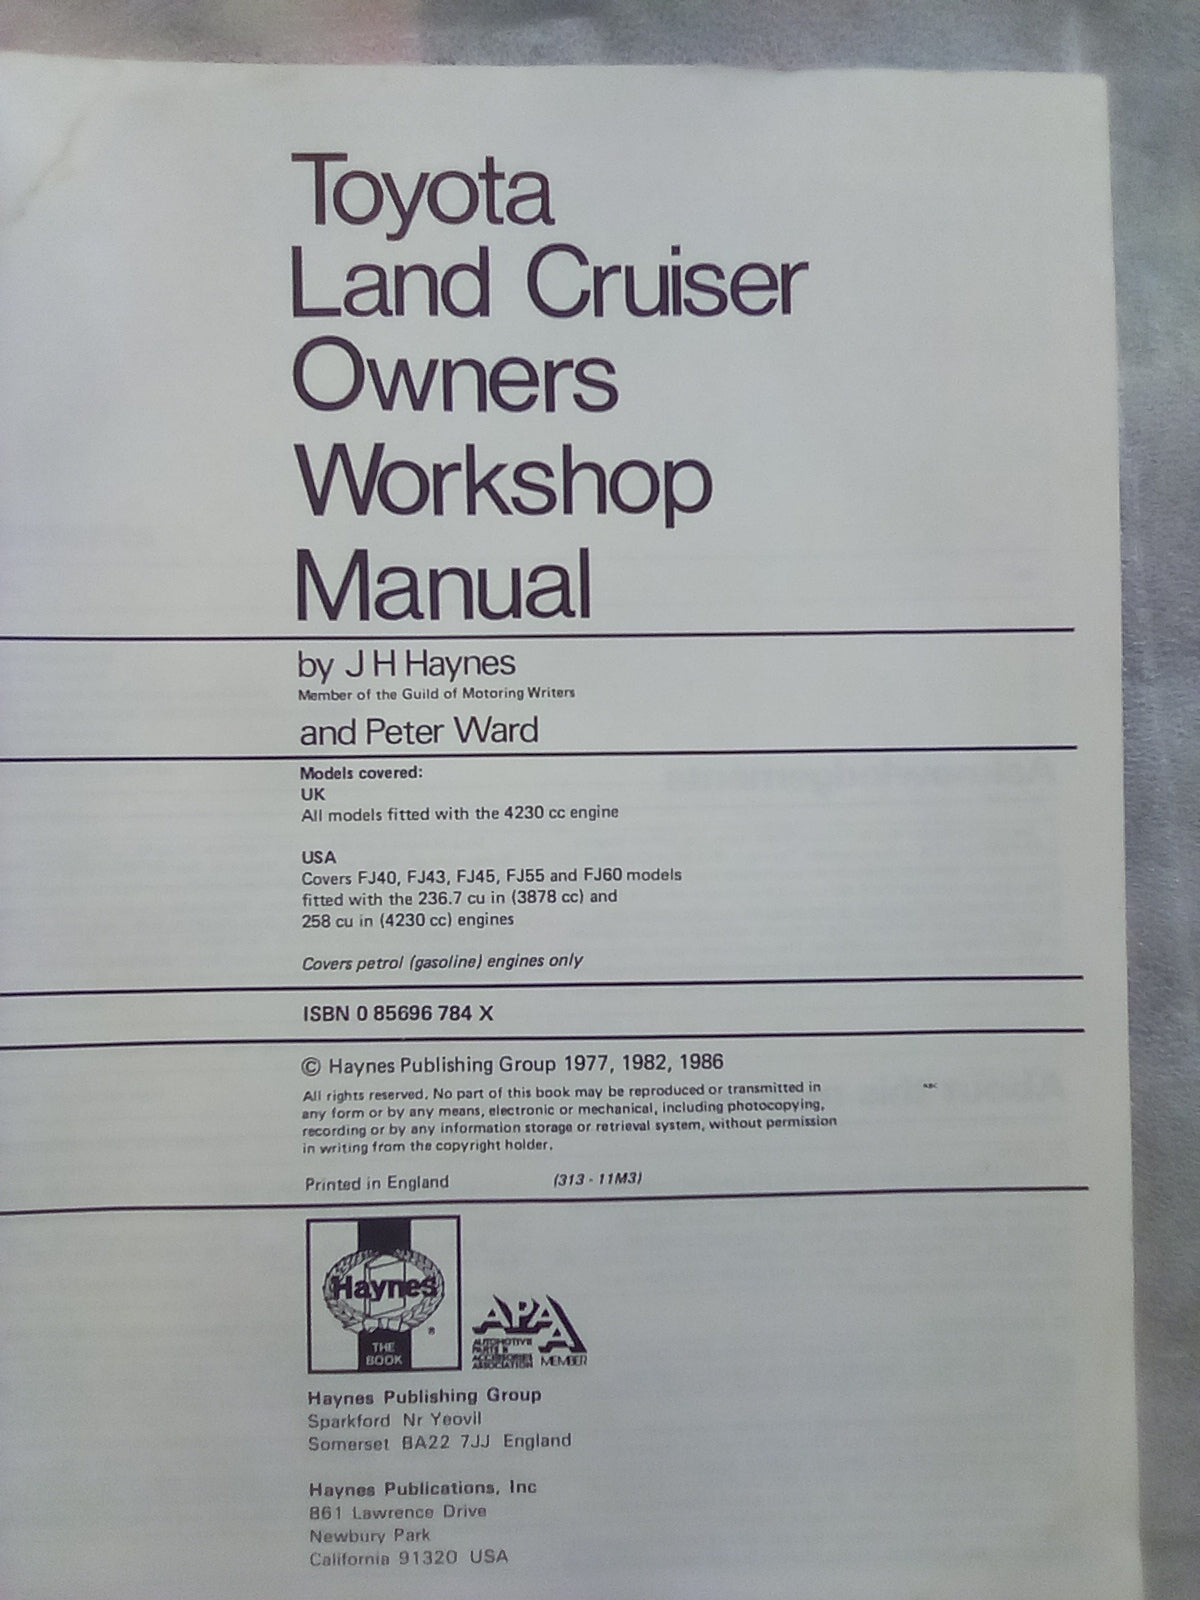 Toyota
Land Cruiser
Owners
Workshop
Manual
by J H Haynes
Member of the Guild of Motoring Writers
and Peter Ward
Models covered:
UK
All models fitted with the 4230 cc engine
USA
Covers FJ40, FJ43, FJ45, FJ55 and FJ60 models
fitted with the 236.7 cu in (3878 cc) and
258 cu in (4230 cc) engines
Covers petrol (gasoline) engines only
ISBN 0 85696 784 X
© Haynes Publishing Group 1977, 1982, 1986
All rights reserved. No part of this book may be reproduced or transmitted in
any form or by any means, electronic or mechanical, including photocopying,
recording or by any information storage or retrieval system, without permission
in writing from the copyright holder.
ABC
Printed in England (313 - 11M3)
Haynes
®
THE
BOOK
APAA
AUTOMOTIVE
PARTS &
ACCESSORIES
ASSOCIATION MEMBER
Haynes Publishing Group
Sparkford Nr Yeovil
Somerset BA22 7JJ England
Haynes Publications, Inc
861 Lawrence Drive
Newbury Park
California 91320 USA